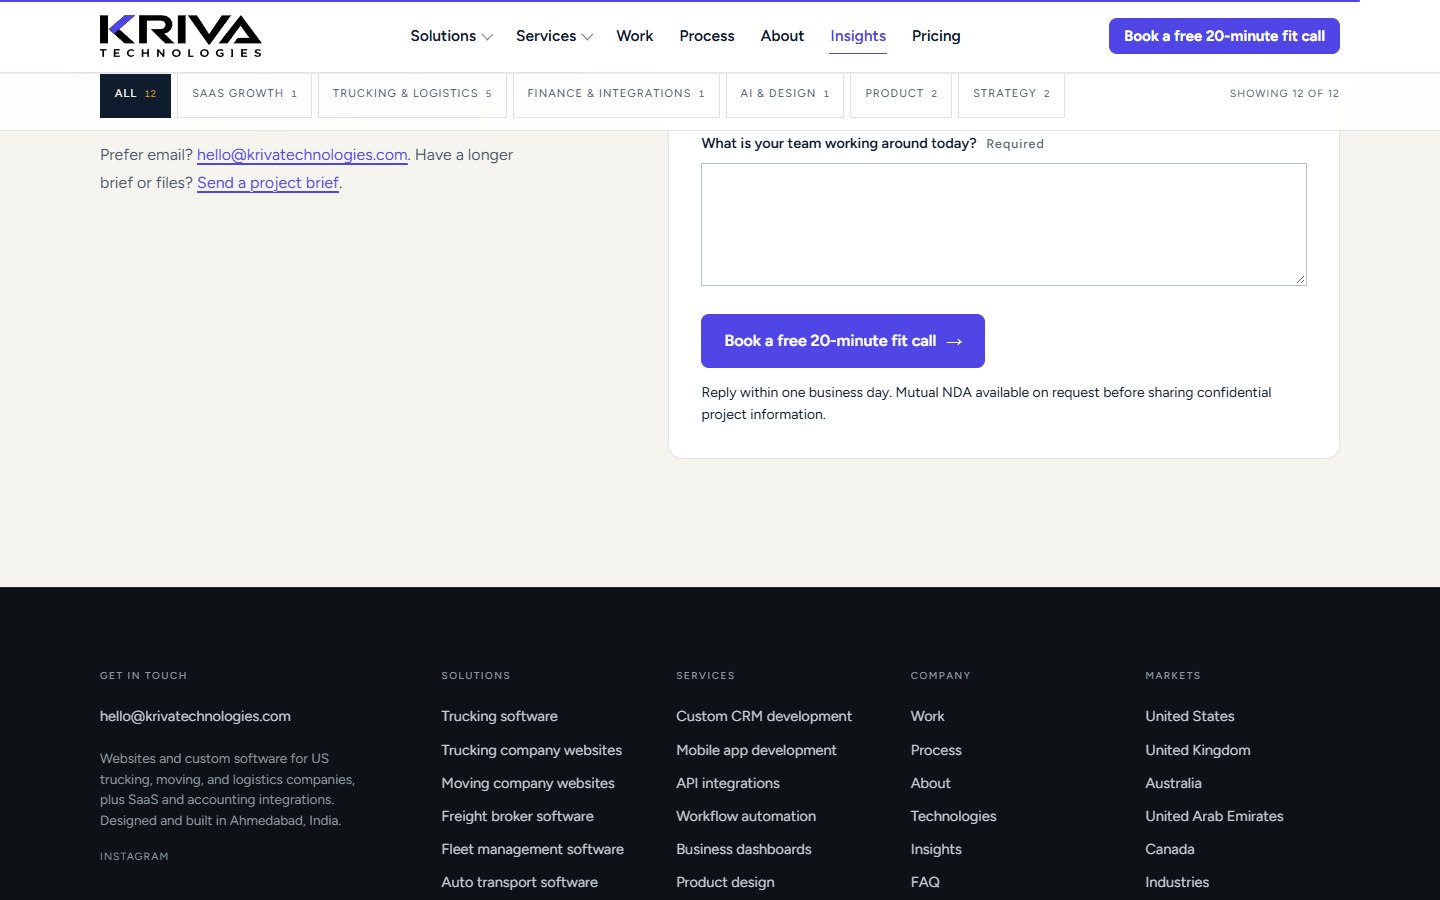 KRIVA
TECHNOLOGIES
Solutions
Services
Work
Process
About
Insights
Pricing
Book a free 20-minute fit call
ALL 12
SAAS GROWTH 1
TRUCKING & LOGISTICS 5
FINANCE & INTEGRATIONS 1
AI & DESIGN 1
PRODUCT 2
STRATEGY 2
SHOWING 12 OF 12
Prefer email? hello@krivatechnologies.com. Have a longer
brief or files? Send a project brief.
What is your team working around today? Required
Book a free 20-minute fit call →
Reply within one business day. Mutual NDA available on request before sharing confidential
project information.
GET IN TOUCH
hello@krivatechnologies.com
Websites and custom software for US
trucking, moving, and logistics companies,
plus SaaS and accounting integrations.
Designed and built in Ahmedabad, India.
INSTAGRAM
SOLUTIONS
Trucking software
Trucking company websites
Moving company websites
Freight broker software
Fleet management software
Auto transport software
SERVICES
Custom CRM development
Mobile app development
API integrations
Workflow automation
Business dashboards
Product design
COMPANY
Work
Process
About
Technologies
Insights
FAQ
MARKETS
United States
United Kingdom
Australia
United Arab Emirates
Canada
Industries